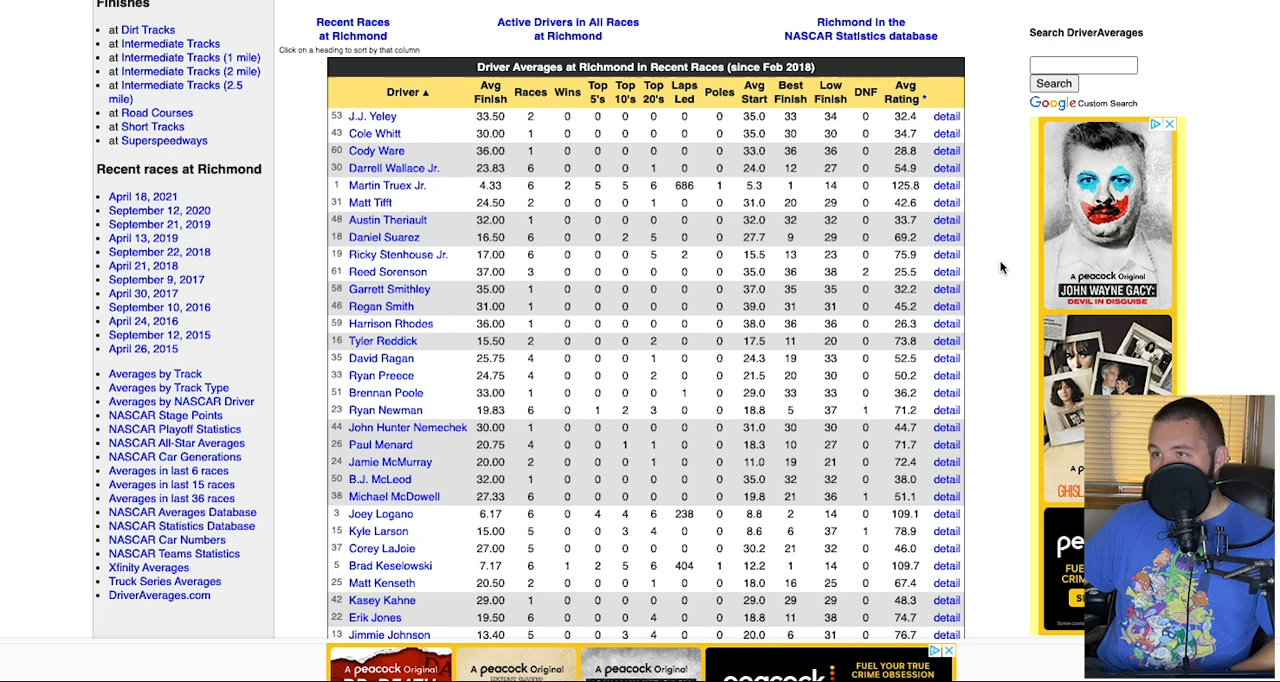 Finishes
at Dirt Tracks
at Intermediate Tracks
at Intermediate Tracks (1 mile)
at Intermediate Tracks (2 mile)
at Intermediate Tracks (2.5
mile)
at Road Courses
at Short Tracks
at Superspeedways
Recent races at Richmond
April 18, 2021
September 12, 2020
September 21, 2019
April 13, 2019
September 22, 2018
April 21, 2018
September 9, 2017
April 30, 2017
September 10, 2016
April 24, 2016
September 12, 2015
April 26, 2015
Averages by Track
Averages by Track Type
Averages by NASCAR Driver
NASCAR Stage Points
NASCAR Playoff Statistics
NASCAR All-Star Averages
NASCAR Car Generations
Averages in last 6 races
Averages in last 15 races
Averages in last 36 races
NASCAR Averages Database
NASCAR Statistics Database
NASCAR Car Numbers
NASCAR Teams Statistics
Xfinity Averages
Truck Series Averages
DriverAverages.com
Recent Races
at Richmond
Active Drivers in All Races
at Richmond
Richmond in the
NASCAR Statistics database
Click on a heading to sort by that column
Driver Averages at Richmond in Recent Races (since Feb 2018)
Driver ▲ Avg Finish Races Wins Top 5's Top 10's Top 20's Laps Led Poles Avg Start Best Finish Low Finish DNF Avg Rating *
53 J.J. Yeley 33.50 2 0 0 0 0 0 0 35.0 33 34 0 32.4 detail
43 Cole Whitt 30.00 1 0 0 0 0 0 0 35.0 30 30 0 34.7 detail
60 Cody Ware 36.00 1 0 0 0 0 0 0 33.0 36 36 0 28.8 detail
30 Darrell Wallace Jr. 23.83 6 0 0 0 1 0 0 24.0 12 27 0 54.9 detail
1 Martin Truex Jr. 4.33 6 2 5 5 6 686 1 5.3 1 14 0 125.8 detail
31 Matt Tifft 24.50 2 0 0 0 1 0 0 31.0 20 29 0 42.6 detail
48 Austin Theriault 32.00 1 0 0 0 0 0 0 32.0 32 32 0 33.7 detail
18 Daniel Suarez 16.50 6 0 0 2 5 0 0 27.7 9 29 0 69.2 detail
19 Ricky Stenhouse Jr. 17.00 6 0 0 0 5 2 0 15.5 13 23 0 75.9 detail
61 Reed Sorenson 37.00 3 0 0 0 0 0 0 35.0 36 38 2 25.5 detail
58 Garrett Smithley 35.00 1 0 0 0 0 0 0 37.0 35 35 0 32.2 detail
46 Regan Smith 31.00 1 0 0 0 0 0 0 39.0 31 31 0 45.2 detail
59 Harrison Rhodes 36.00 1 0 0 0 0 0 0 38.0 36 36 0 26.3 detail
16 Tyler Reddick 15.50 2 0 0 0 2 0 0 17.5 11 20 0 73.8 detail
35 David Ragan 25.75 4 0 0 0 1 0 0 24.3 19 33 0 52.5 detail
33 Ryan Preece 24.75 4 0 0 0 2 0 0 21.5 20 30 0 50.2 detail
51 Brennan Poole 33.00 1 0 0 0 0 1 0 29.0 33 33 0 36.2 detail
23 Ryan Newman 19.83 6 0 1 2 3 0 0 18.8 5 37 1 71.2 detail
44 John Hunter Nemechek 30.00 1 0 0 0 0 0 0 31.0 30 30 0 44.7 detail
26 Paul Menard 20.75 4 0 0 1 1 0 0 18.3 10 27 0 71.7 detail
24 Jamie McMurray 20.00 2 0 0 0 1 0 0 11.0 19 21 0 72.4 detail
50 B.J. McLeod 32.00 1 0 0 0 0 0 0 35.0 32 32 0 38.0 detail
38 Michael McDowell 27.33 6 0 0 0 0 0 0 19.8 21 36 1 51.1 detail
3 Joey Logano 6.17 6 0 4 4 6 238 0 8.8 2 14 0 109.1 detail
15 Kyle Larson 15.00 5 0 0 3 4 0 0 8.6 6 37 1 78.9 detail
37 Corey LaJoie 27.00 5 0 0 0 0 0 0 30.2 21 32 0 46.0 detail
5 Brad Keselowski 7.17 6 1 2 5 6 404 1 12.2 1 14 0 109.7 detail
25 Matt Kenseth 20.50 2 0 0 0 1 0 0 18.0 16 25 0 67.4 detail
42 Kasey Kahne 29.00 1 0 0 0 0 0 0 29.0 29 29 0 48.3 detail
22 Erik Jones 19.50 6 0 0 0 4 0 0 18.8 11 38 0 74.7 detail
13 Jimmie Johnson 13.40 5 0 0 3 4 0 0 20.0 6 31 0 76.7 detail
Search DriverAverages
Search
Google Custom Search
A peacock Original
JOHN WAYNE GACY:
DEVIL IN DISGUISE
A peacock Original
A peacock Original
A peacock Original
peacock
FUEL YOUR TRUE
CRIME OBSESSION